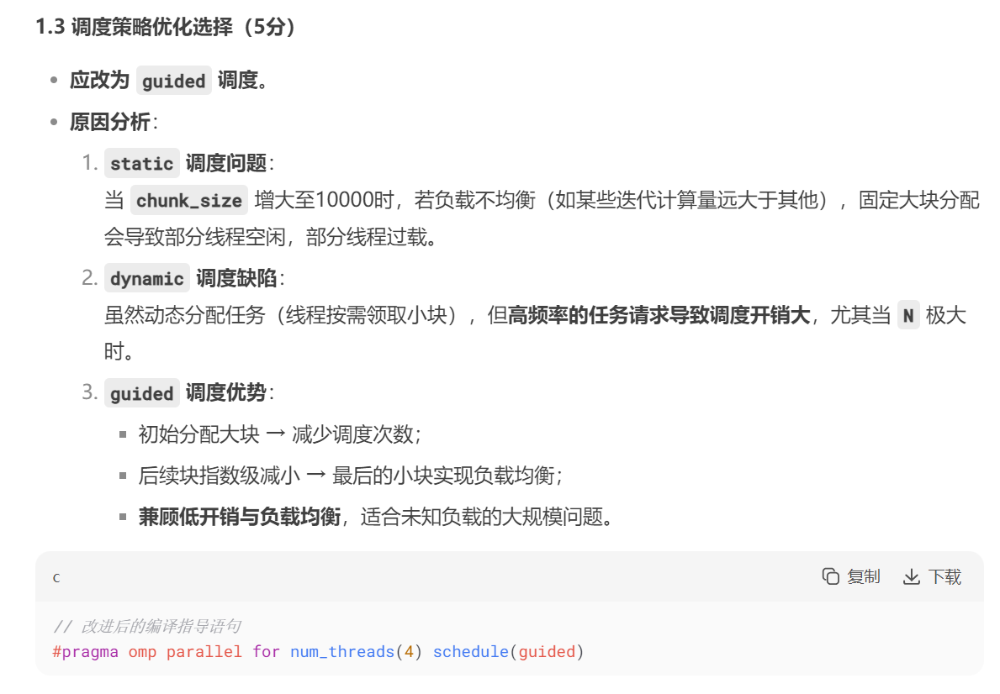 1.3 调度策略优化选择（5分）
应改为 guided 调度。
原因分析：
1. static 调度问题：
当 chunk_size 增大至10000时，若负载不均衡（如某些迭代计算量远大于其他），固定大块分配
会导致部分线程空闲，部分线程过载。
2. dynamic 调度缺陷：
虽然动态分配任务（线程按需领取小块），但高频率的任务请求导致调度开销大，尤其当 N 极大
时。
3. guided 调度优势：
初始分配大块 → 减少调度次数；
后续块指数级减小 → 最后的小块实现负载均衡；
兼顾低开销与负载均衡，适合未知负载的大规模问题。
c 复制 下载
// 改进后的编译指导语句
#pragma omp parallel for num_threads(4) schedule(guided)